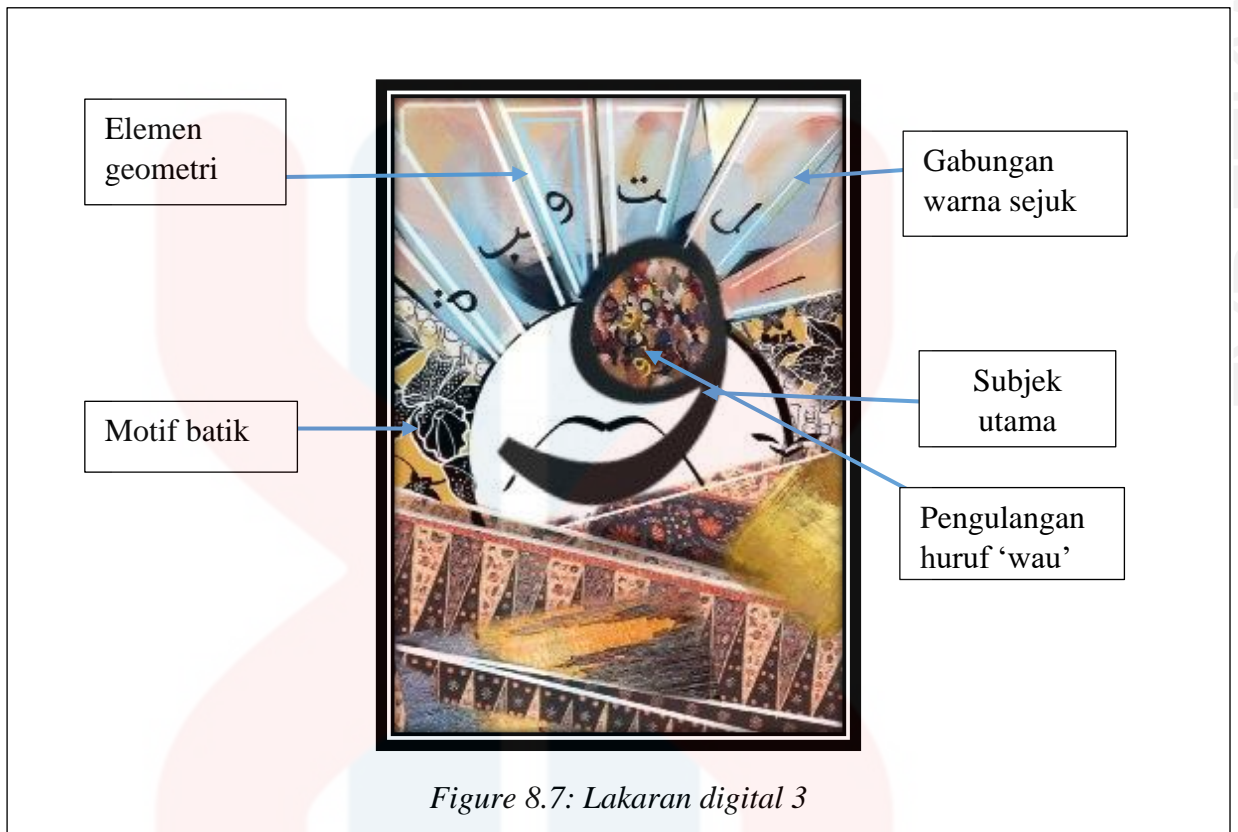 Elemen
geometri
Gabungan
warna sejuk
ا ل ت و ب ة
Subjek
utama
Motif batik
Pengulangan
huruf ‘wau’
Figure 8.7: Lakaran digital 3